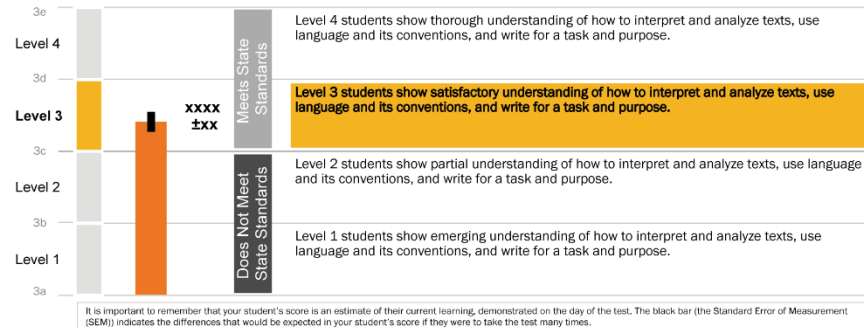 3e
Level 4
Meets State
Standards
Level 4 students show thorough understanding of how to interpret and analyze texts, use
language and its conventions, and write for a task and purpose.
3d
Level 3
xxxx
±xx
Level 3 students show satisfactory understanding of how to interpret and analyze texts, use
language and its conventions, and write for a task and purpose.
3c
Level 2
Does Not Meet
State Standards
Level 2 students show partial understanding of how to interpret and analyze texts, use language
and its conventions, and write for a task and purpose.
3b
Level 1
Level 1 students show emerging understanding of how to interpret and analyze texts, use
language and its conventions, and write for a task and purpose.
3a
It is important to remember that your student's score is an estimate of their current learning, demonstrated on the day of the test. The black bar (the Standard Error of Measurement
(SEM)) indicates the differences that would be expected in your student's score if they were to take the test many times.